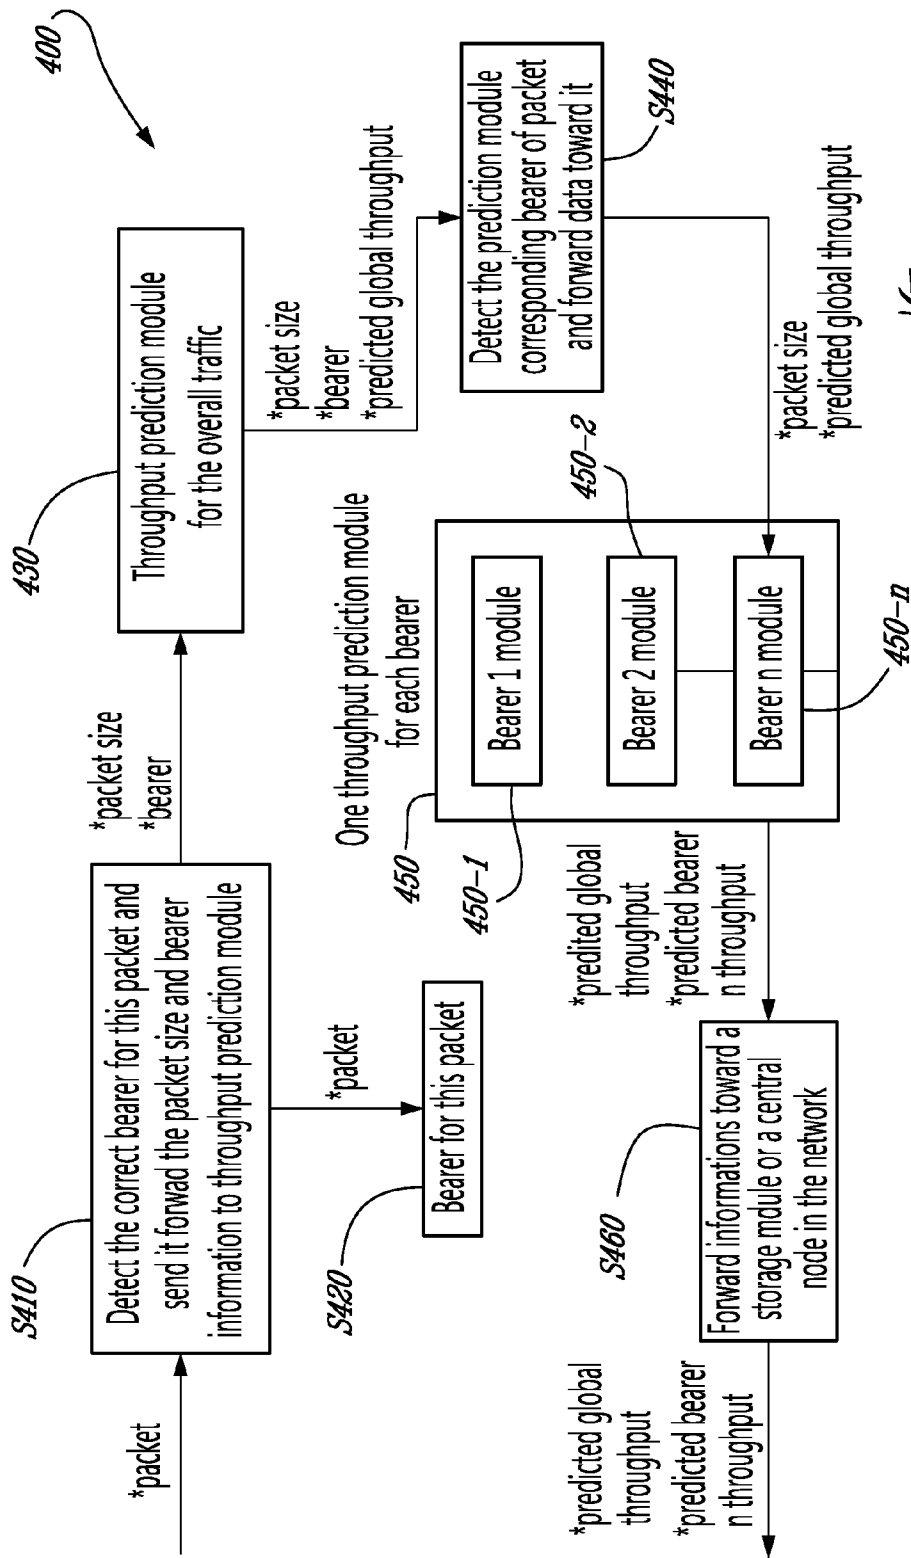 400
430
Throughput prediction module
for the overall traffic
*packet size
*bearer
*packet
S410
Detect the correct bearer for this packet and
send it forwad the packet size and bearer
information to throughput prediction module
*packet size
*bearer
*predicted global throughput
*packet
S420
Bearer for this packet
Detect the prediction module
corresponding bearer of packet
and forward data toward it
S440
*packet size
*predicted global throughput
One throughput prediction module
for each bearer
450
450-1
Bearer 1 module
450-2
Bearer 2 module
Bearer n module
450-n
*predited global
throughput
*predicted bearer
n throughput
S460
Forward informations toward a
storage mdule or a central
node in the network
*predicted global
throughput
*predicted bearer
n throughput